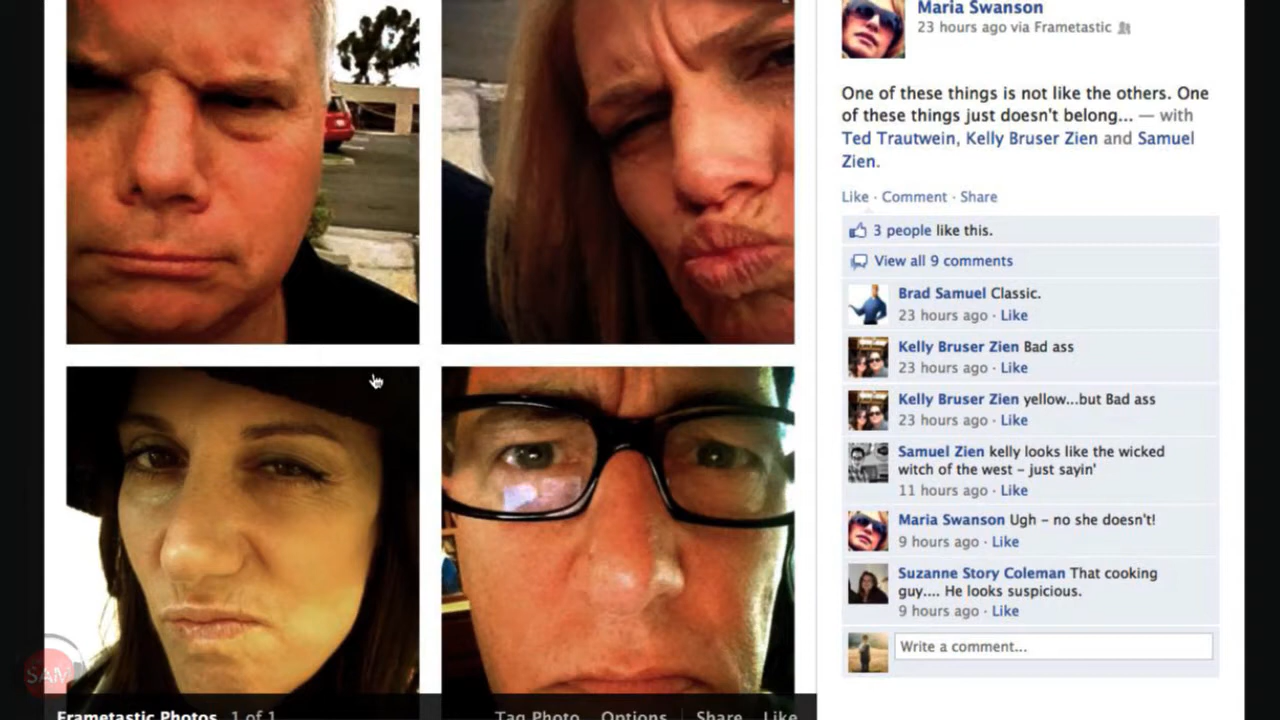 Maria Swanson
23 hours ago via Frametastic
One of these things is not like the others. One
of these things just doesn't belong... — with
Ted Trautwein, Kelly Bruser Zien and Samuel
Zien.
Like · Comment · Share
3 people like this.
View all 9 comments
Brad Samuel Classic.
23 hours ago · Like
Kelly Bruser Zien Bad ass
23 hours ago · Like
Kelly Bruser Zien yellow...but Bad ass
23 hours ago · Like
Samuel Zien kelly looks like the wicked
witch of the west – just sayin'
11 hours ago · Like
Maria Swanson Ugh – no she doesn't!
9 hours ago · Like
Suzanne Story Coleman That cooking
guy.... He looks suspicious.
9 hours ago · Like
Write a comment...
SAM
Frametastic Photos 1 of 1
Tag Photo Options Share Like